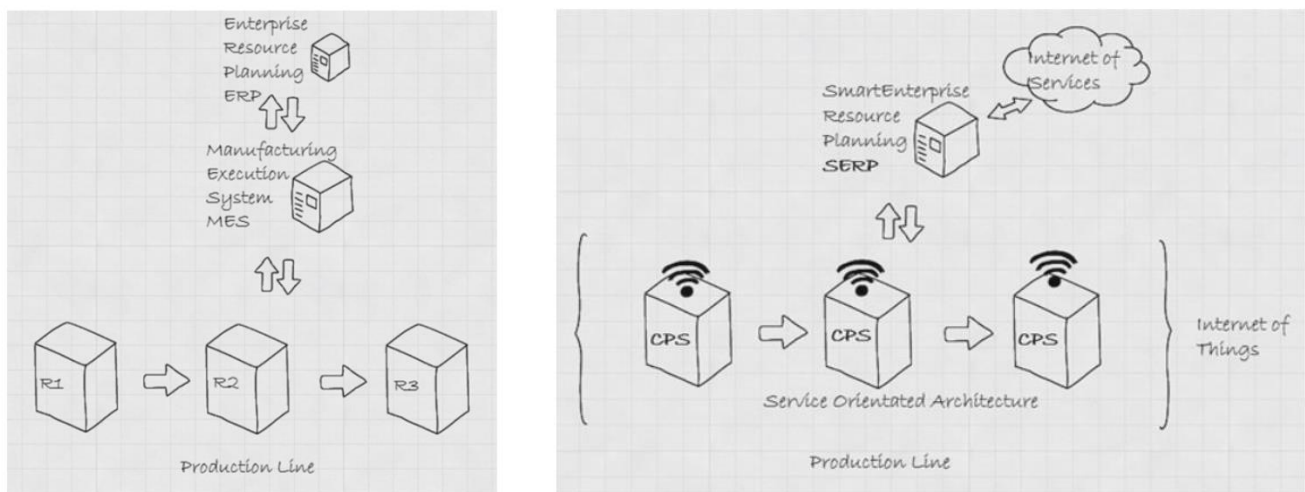 Enterprise
Resource
Planning
ERP
Manufacturing
Execution
System
MES
R1
R2
R3
Production Line
Internet of
Services
SmartEnterprise
Resource
Planning
SERP
CPS
CPS
CPS
Internet of
Things
Service Orientated Architecture
Production Line